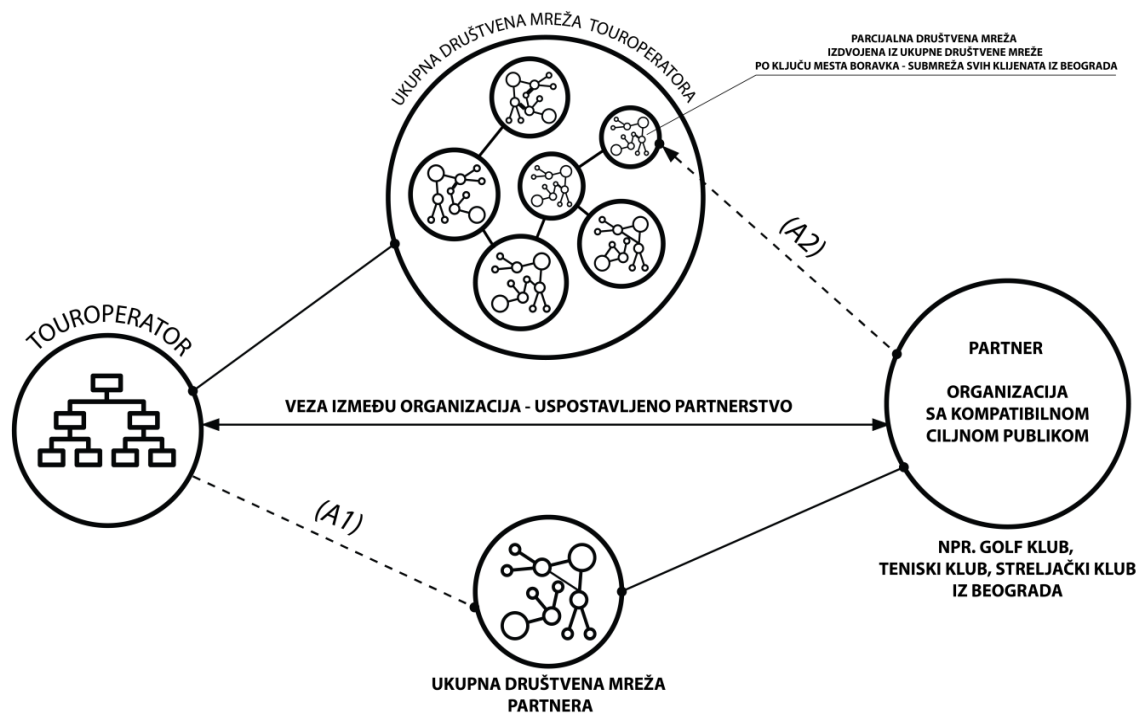 UKUPNA DRUŠTVENA MREŽA TOUROPERATORA
PARCIJALNA DRUŠTVENA MREŽA
IZDVOJENA IZ UKUPNE DRUŠTVENE MREŽE
PO KLJUČU MESTA BORAVKA - SUBMREŽA SVIH KLIJENATA IZ BEOGRADA
(A2)
TOUROPERATOR
PARTNER
ORGANIZACIJA
SA KOMPATIBILNOM
CILJNOM PUBLIKOM
VEZA IZMEĐU ORGANIZACIJA - USPOSTAVLJENO PARTNERSTVO
(A1)
NPR. GOLF KLUB,
TENISKI KLUB, STRELJAČKI KLUB
IZ BEOGRADA
UKUPNA DRUŠTVENA MREŽA
PARTNERA